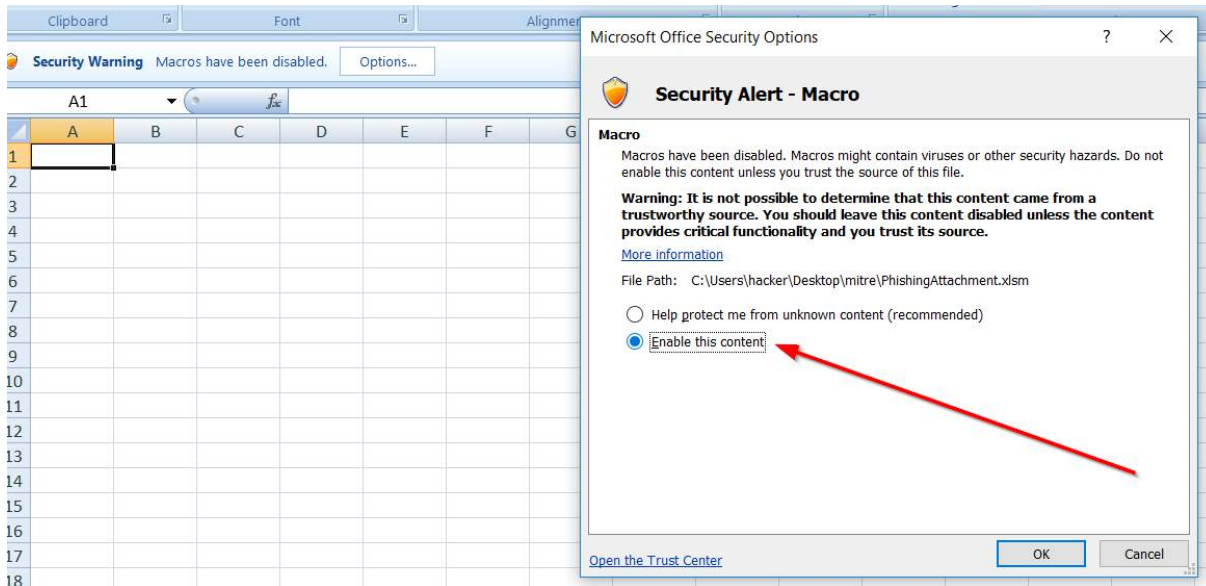 Clipboard Font Alignmen
Security Warning Macros have been disabled. Options...
A1 fx
A B C D E F G
1
2
3
4
5
6
7
8
9
10
11
12
13
14
15
16
17
18
Microsoft Office Security Options ? X
Security Alert - Macro
Macro
Macros have been disabled. Macros might contain viruses or other security hazards. Do not
enable this content unless you trust the source of this file.
Warning: It is not possible to determine that this content came from a
trustworthy source. You should leave this content disabled unless the content
provides critical functionality and you trust its source.
More information
File Path: C:\Users\hacker\Desktop\mitre\PhishingAttachment.xlsm
Help protect me from unknown content (recommended)
Enable this content
Open the Trust Center OK Cancel